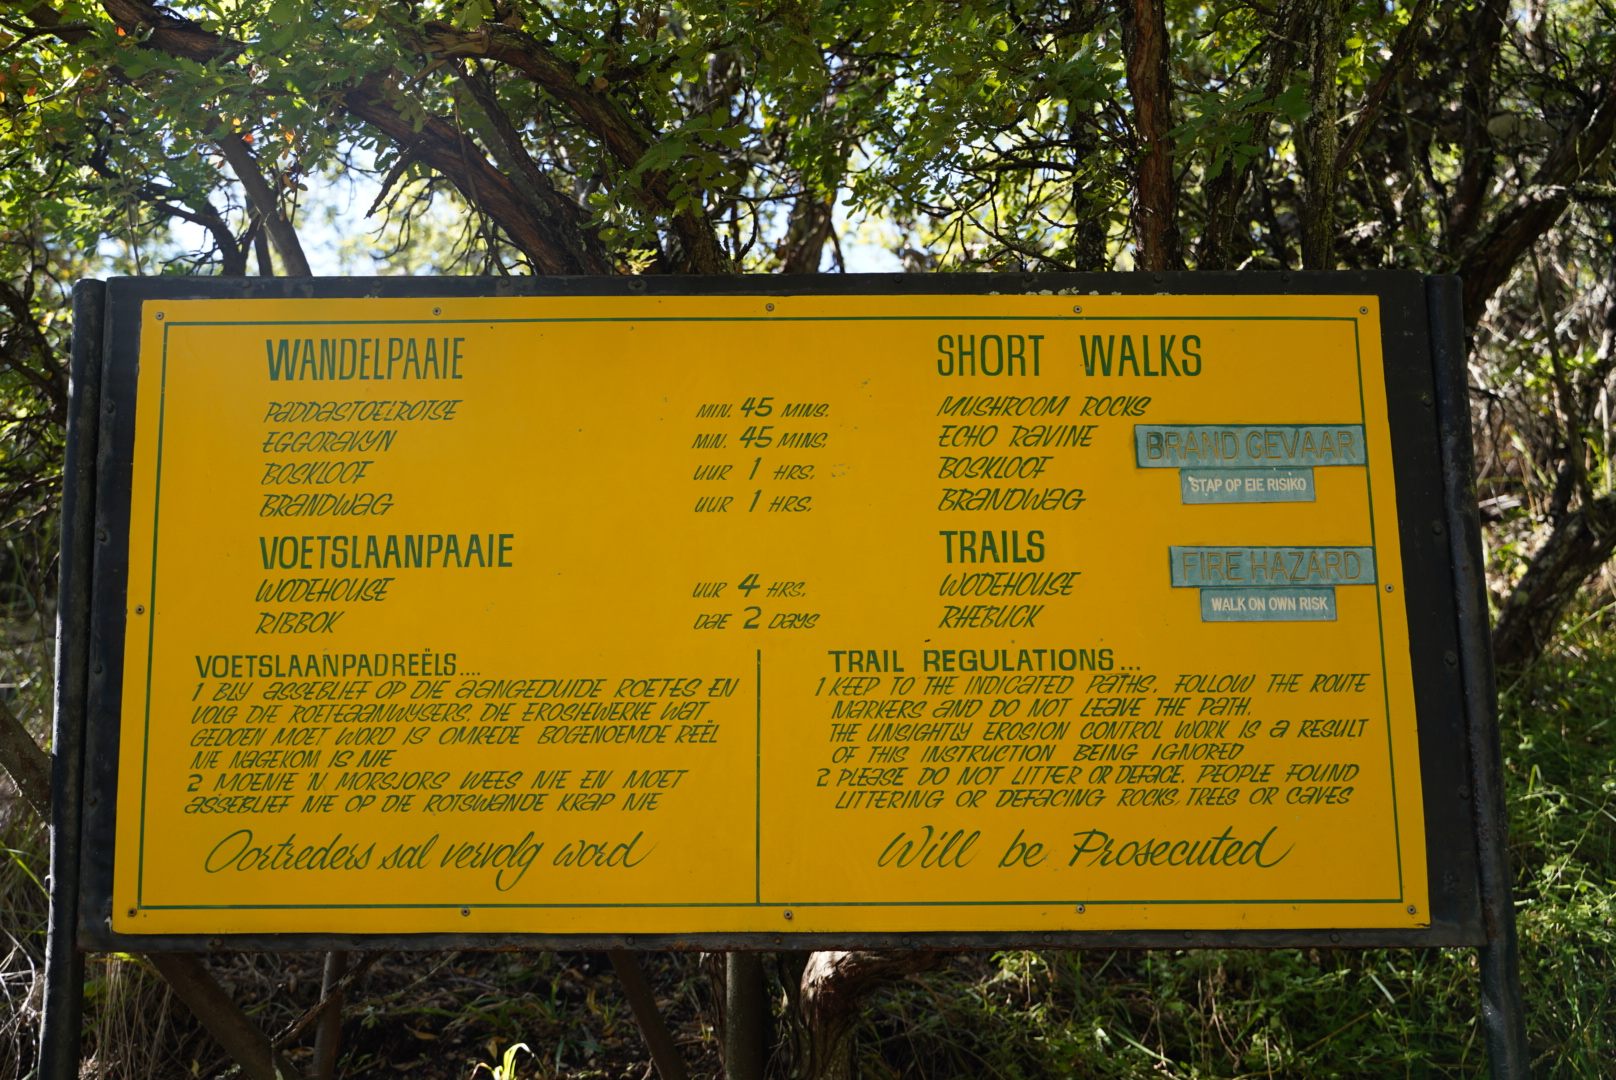 WANDELPAAIE
PADDASTOELROTSE MIN. 45 MINS.
EGGORAVYN MIN. 45 MINS.
BOSKLOOF UUR 1 HRS.
BRANDWAG UUR 1 HRS.
VOETSLAANPAAIE
WODEHOUSE UUR 4 HRS.
RIBBOK DAE 2 DAYS
SHORT WALKS
MUSHROOM ROCKS
ECHO RAVINE
BOSKLOOF
BRANDWAG
BRAND GEVAAR
STAP OP EIE RISIKO
TRAILS
WODEHOUSE
RHEBUCK
FIRE HAZARD
WALK ON OWN RISK
VOETSLAANPADREËLS....
1 BLY ASSEBLIEF OP DIE AANGEDUIDE ROETES EN
VOLG DIE ROETEAANWYSERS. DIE EROSIEWERKE WAT
GEDOEN MOET WORD IS OMREDE BOGENOEMDE REËL
NIE NAGEKOM IS NIE
2 MOENIE 'N MORSJORS WEES NIE EN MOET
ASSEBLIEF NIE OP DIE ROTSWANDE KRAP NIE
Oortreders sal vervolg word
TRAIL REGULATIONS...
1 KEEP TO THE INDICATED PATHS, FOLLOW THE ROUTE
MARKERS AND DO NOT LEAVE THE PATH.
THE UNSIGHTLY EROSION CONTROL WORK IS A RESULT
OF THIS INSTRUCTION BEING IGNORED
2 PLEASE DO NOT LITTER OR DEFACE. PEOPLE FOUND
LITTERING OR DEFACING ROCKS, TREES OR CAVES
Will be Prosecuted